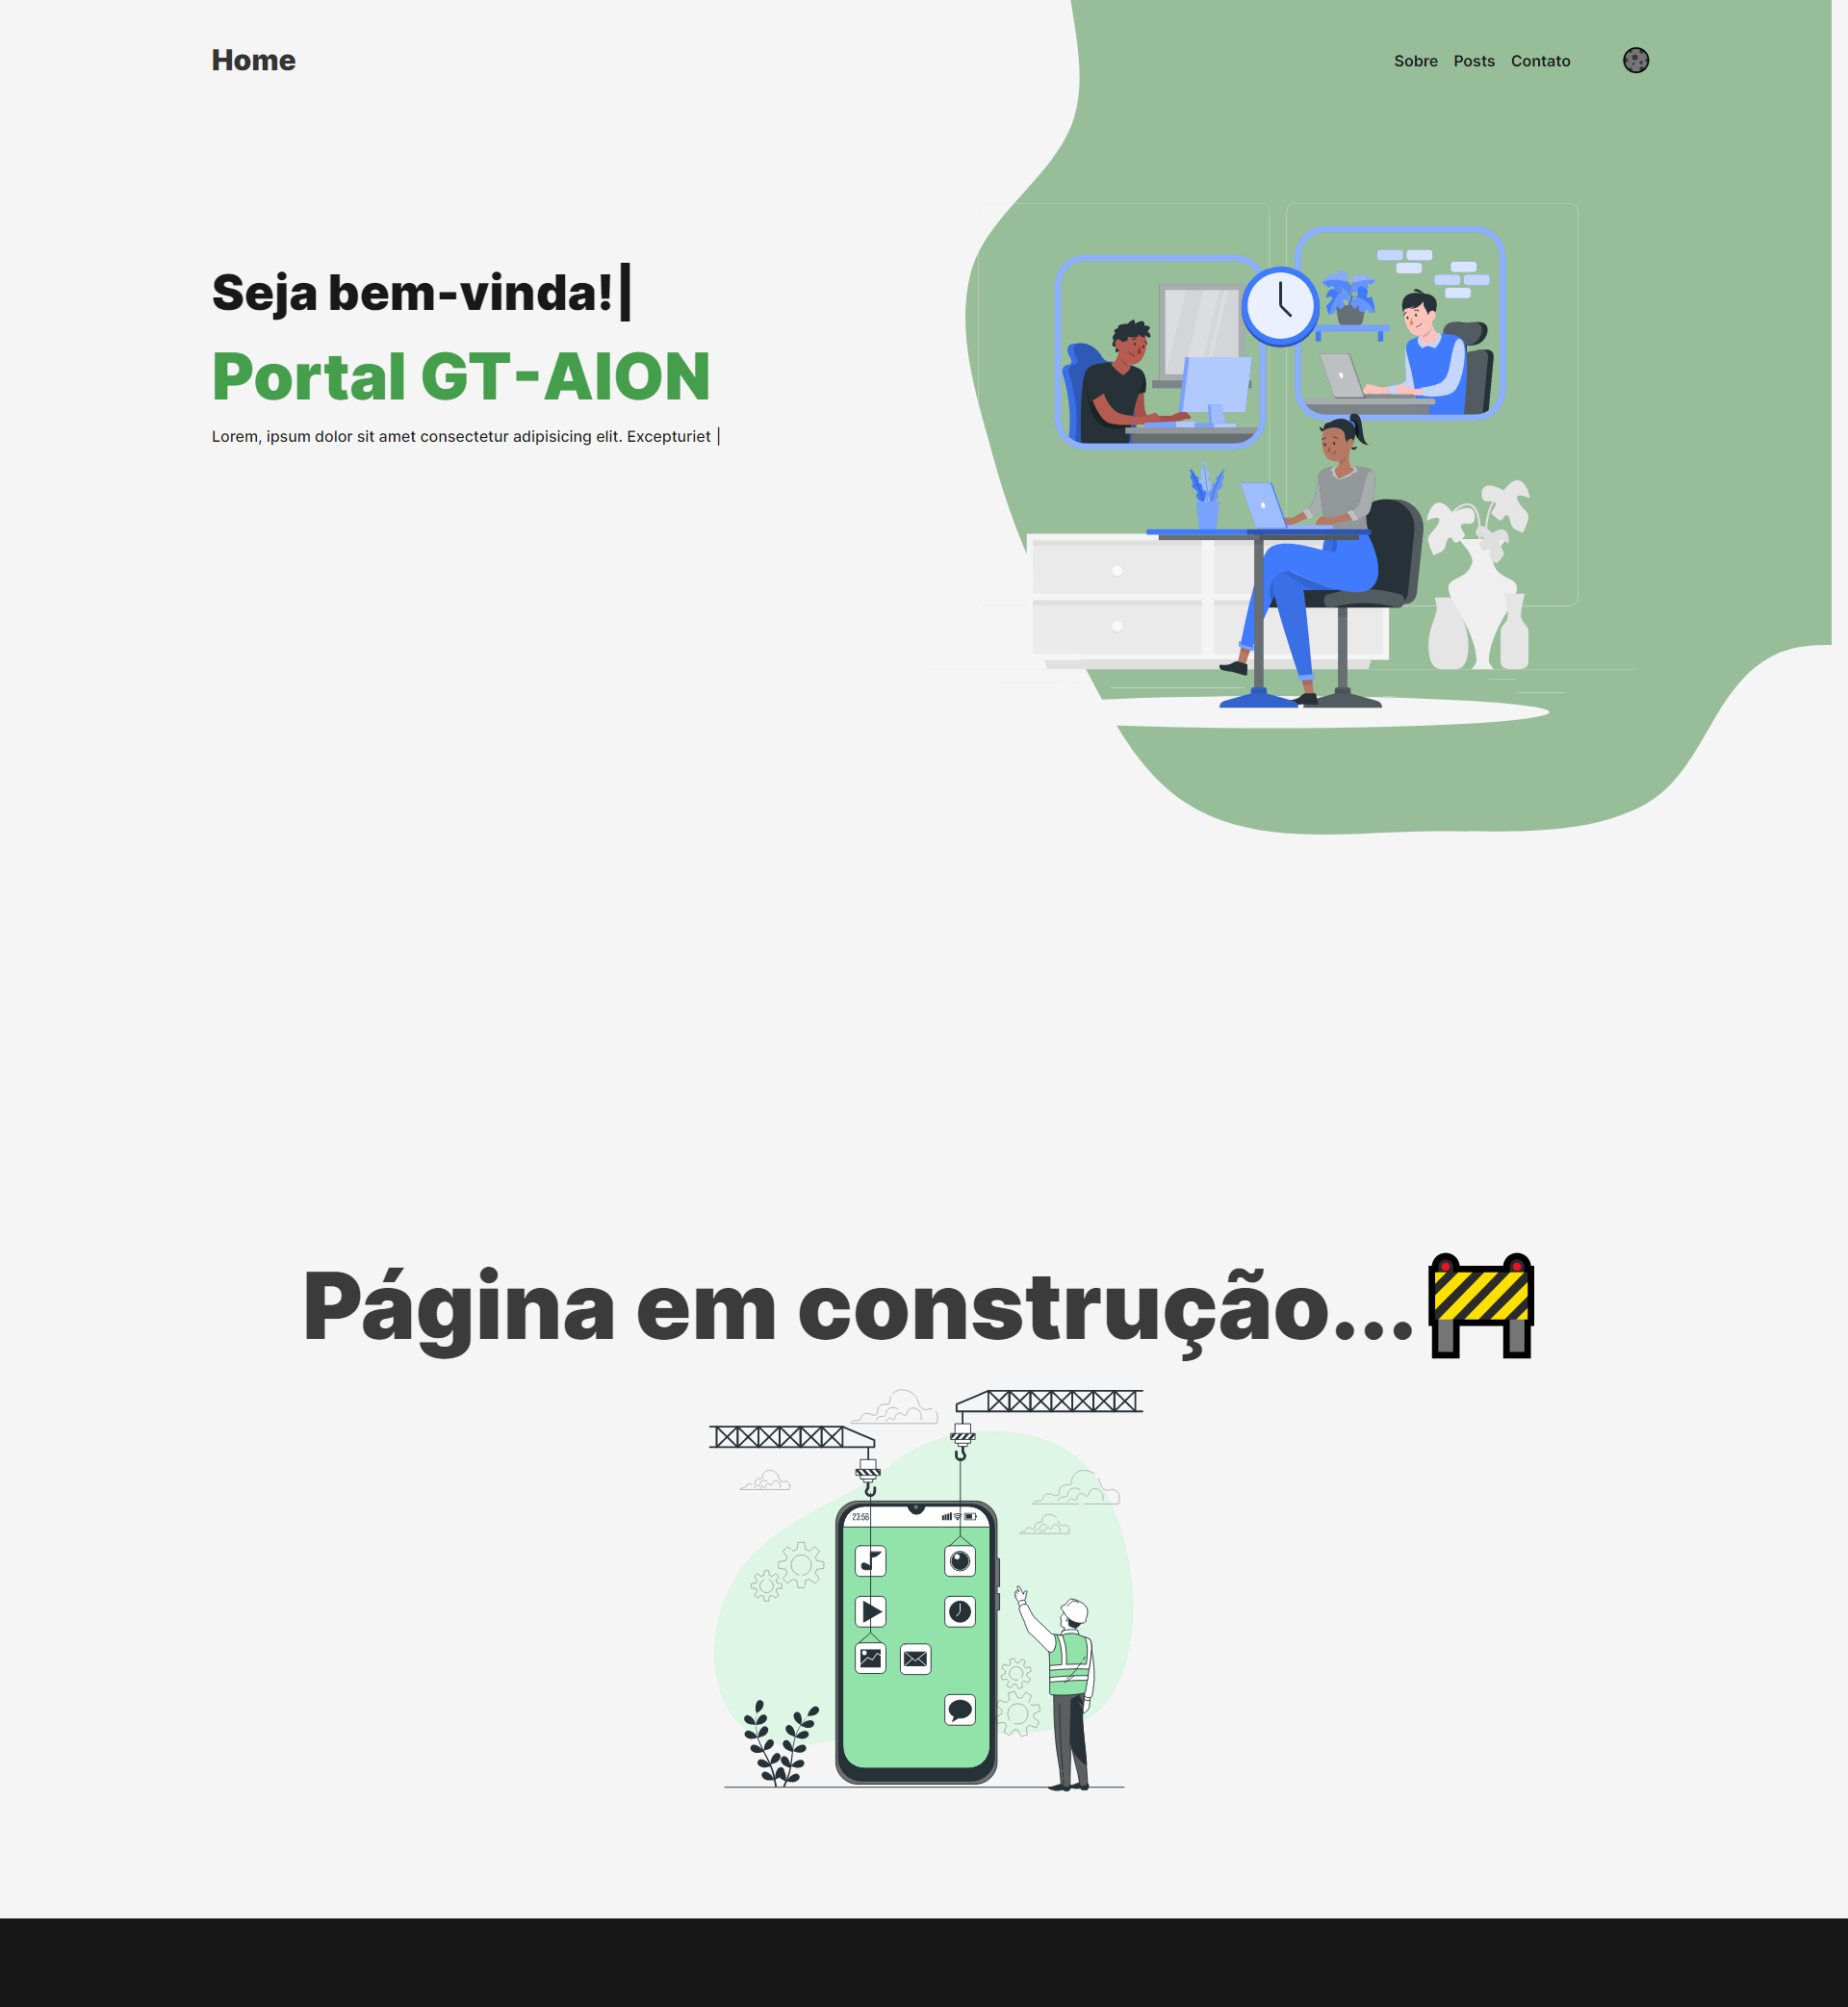 Home
Sobre Posts Contato
Seja bem-vinda!|
Portal GT-AION
Lorem, ipsum dolor sit amet consectetur adipisicing elit. Excepturiet |
Página em construção...
23:56